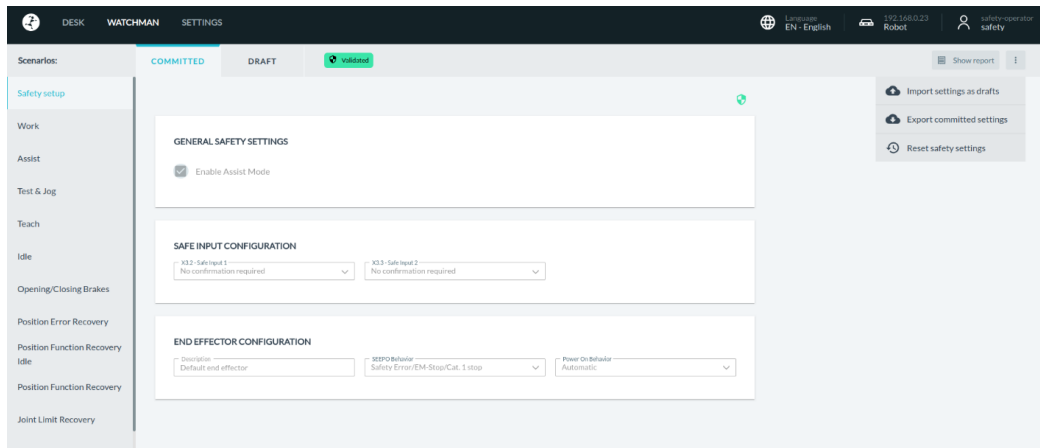 DESK WATCHMAN SETTINGS
Language
EN - English
192.168.0.23
Robot
safety-operator
safety
Scenarios:
COMMITTED DRAFT Validated Show report
Safety setup
Work
Assist
Test & Jog
Teach
Idle
Opening/Closing Brakes
Position Error Recovery
Position Function Recovery
Idle
Position Function Recovery
Joint Limit Recovery
Import settings as drafts
Export committed settings
Reset safety settings
GENERAL SAFETY SETTINGS
Enable Assist Mode
SAFE INPUT CONFIGURATION
X3.2 - Safe Input 1
No confirmation required
X3.3 - Safe Input 2
No confirmation required
END EFFECTOR CONFIGURATION
Description
Default end effector
SEEPO Behavior
Safety Error/EM-Stop/Cat. 1 stop
Power On Behavior
Automatic